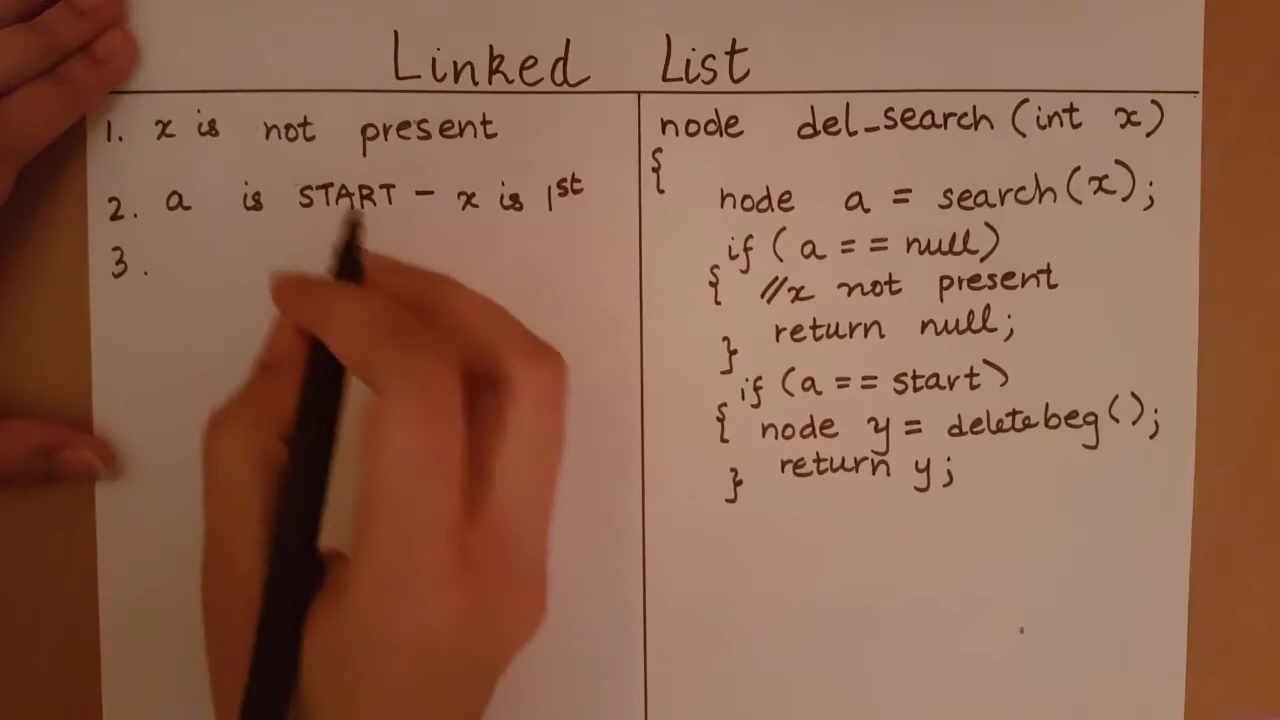 Linked List
1. x is not present
2. a is START - x is 1st
3.
node del_search (int x)
{
node a = search(x);
if (a == null)
{ //x not present
return null;
}
if (a == start)
{ node y = deletebeg();
return y;
}